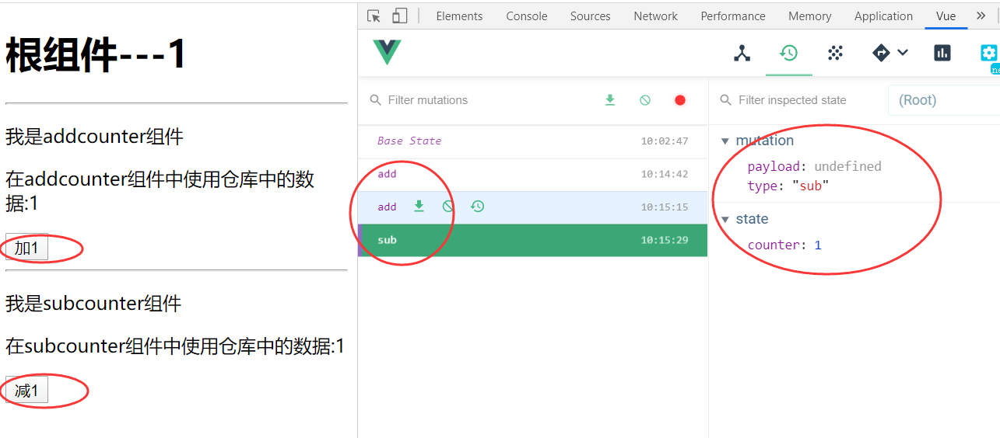 Elements Console Sources Network Performance Memory Application Vue »
根组件---1
Filter mutations
Filter inspected state
(Root)
Base State 10:02:47
add 10:14:42
add 10:15:15
sub 10:15:29
mutation
payload: undefined
type: "sub"
state
counter: 1
我是addcounter组件
在addcounter组件中使用仓库中的数
据:1
加1
我是subcounter组件
在subcounter组件中使用仓库中的数据:1
减1